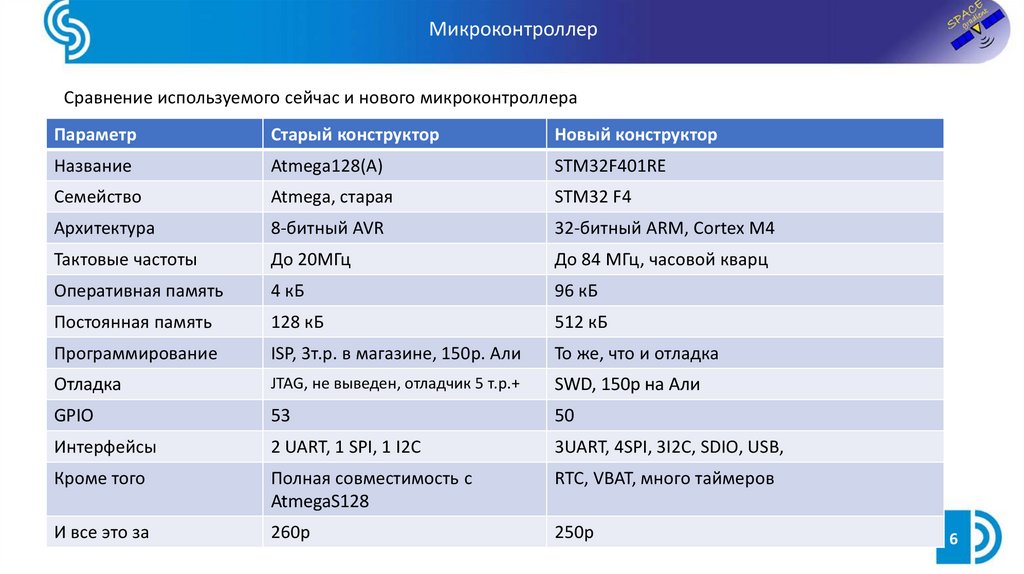 Микроконтроллер
SPACE
gradient
Сравнение используемого сейчас и нового микроконтроллера
Параметр Старый конструктор Новый конструктор
Название Atmega128(A) STM32F401RE
Семейство Atmega, старая STM32 F4
Архитектура 8-битный AVR 32-битный ARM, Cortex M4
Тактовые частоты До 20МГц До 84 МГц, часовой кварц
Оперативная память 4 кБ 96 кБ
Постоянная память 128 кБ 512 кБ
Программирование ISP, 3т.р. в магазине, 150р. Али То же, что и отладка
Отладка JTAG, не выведен, отладчик 5 т.р.+ SWD, 150р на Али
GPIO 53 50
Интерфейсы 2 UART, 1 SPI, 1 I2C 3UART, 4SPI, 3I2C, SDIO, USB,
Кроме того Полная совместимость с RTC, VBAT, много таймеров
AtmegaS128
И все это за 260р 250р
6